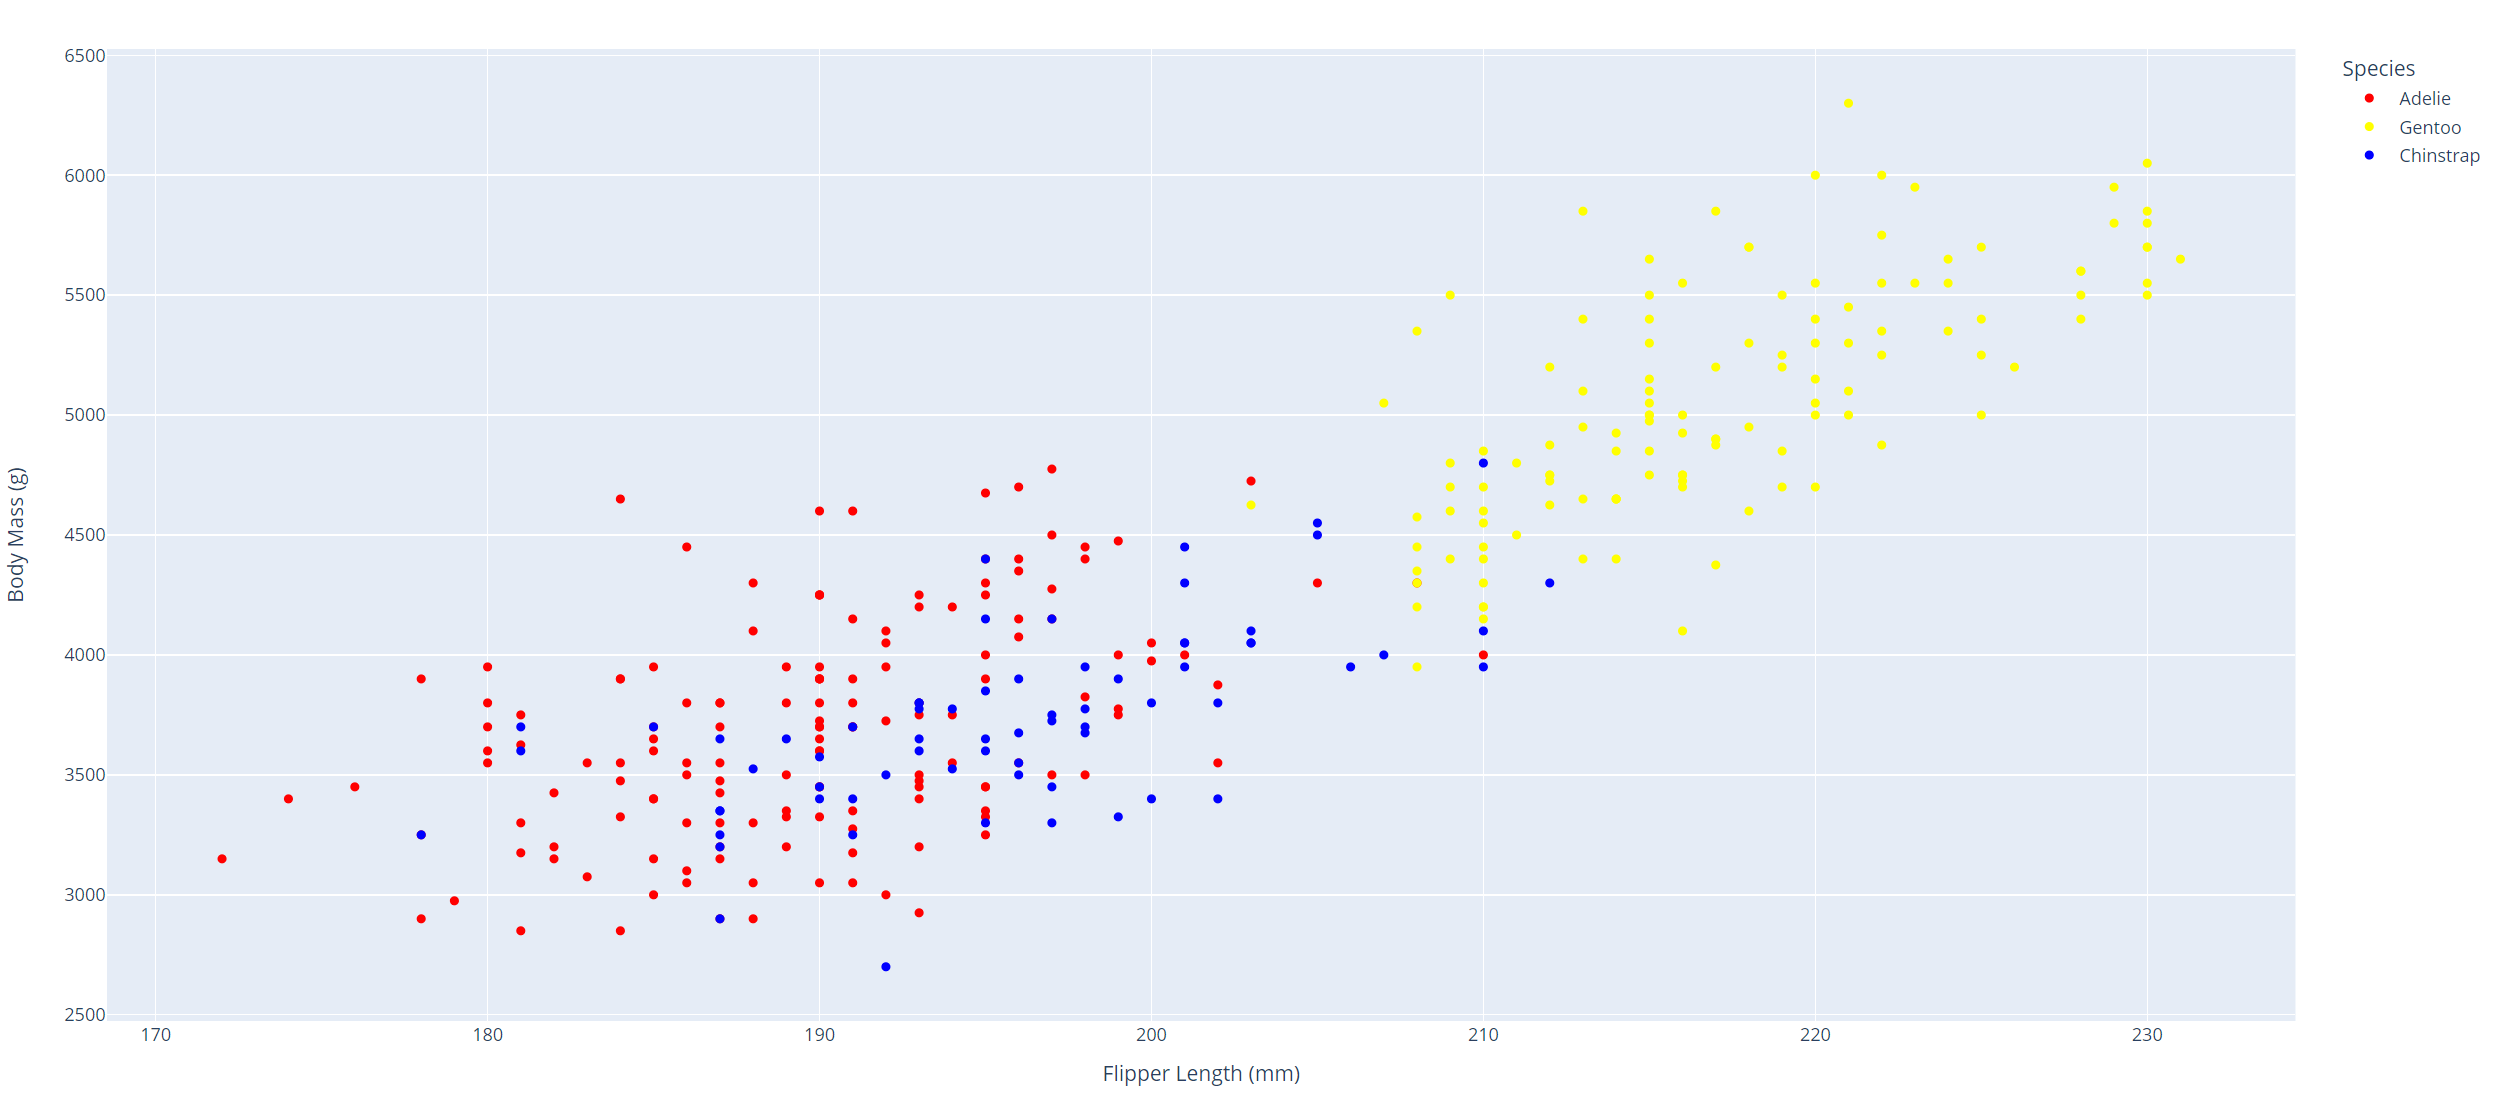 6500
6000
5500
5000
4500
4000
3500
3000
2500
Body Mass (g)
170 180 190 200 210 220 230
Flipper Length (mm)
Species
Adelie
Gentoo
Chinstrap